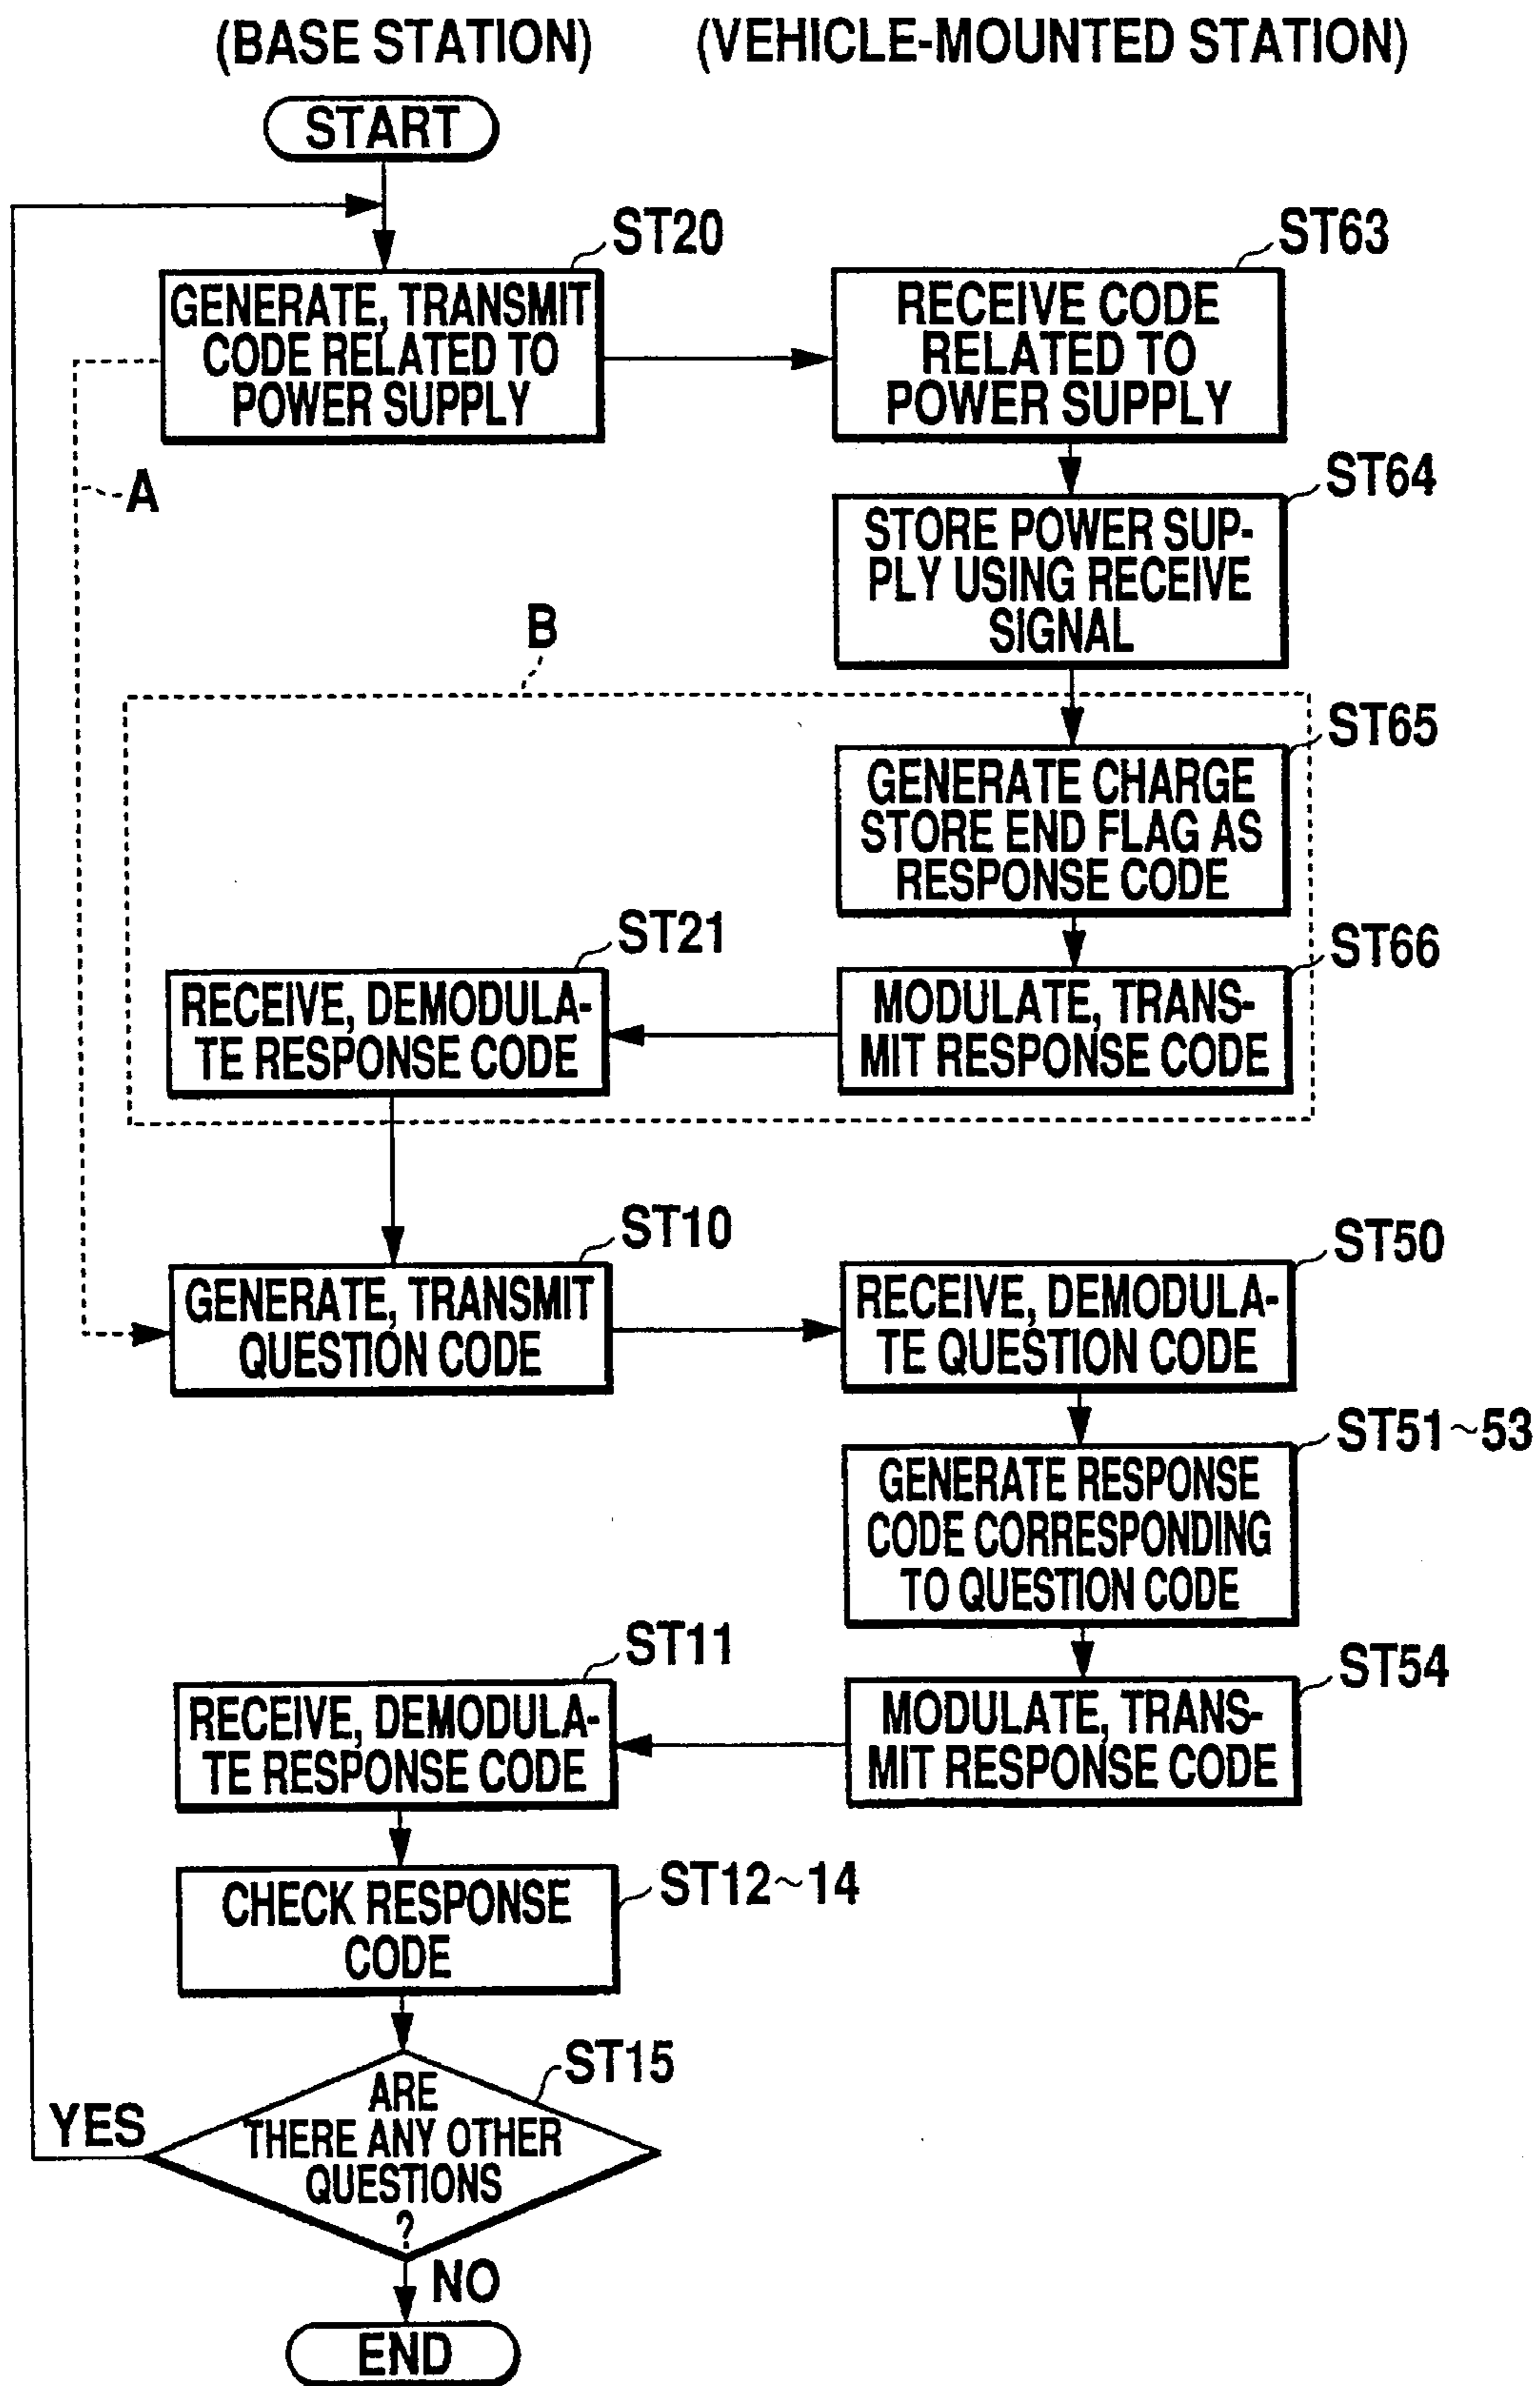 (BASE STATION)
(VEHICLE-MOUNTED STATION)
START
ST20
GENERATE, TRANSMIT
CODE RELATED TO
POWER SUPPLY
ST63
RECEIVE CODE
RELATED TO
POWER SUPPLY
A
ST64
STORE POWER SUP-
PLY USING RECEIVE
SIGNAL
B
ST65
GENERATE CHARGE
STORE END FLAG AS
RESPONSE CODE
ST21
RECEIVE, DEMODULA-
TE RESPONSE CODE
ST66
MODULATE, TRANS-
MIT RESPONSE CODE
ST10
GENERATE, TRANSMIT
QUESTION CODE
ST50
RECEIVE, DEMODULA-
TE QUESTION CODE
ST51~53
GENERATE RESPONSE
CODE CORRESPONDING
TO QUESTION CODE
ST11
RECEIVE, DEMODULA-
TE RESPONSE CODE
ST54
MODULATE, TRANS-
MIT RESPONSE CODE
ST12~14
CHECK RESPONSE
CODE
ST15
ARE
THERE ANY OTHER
QUESTIONS
?
YES
NO
END